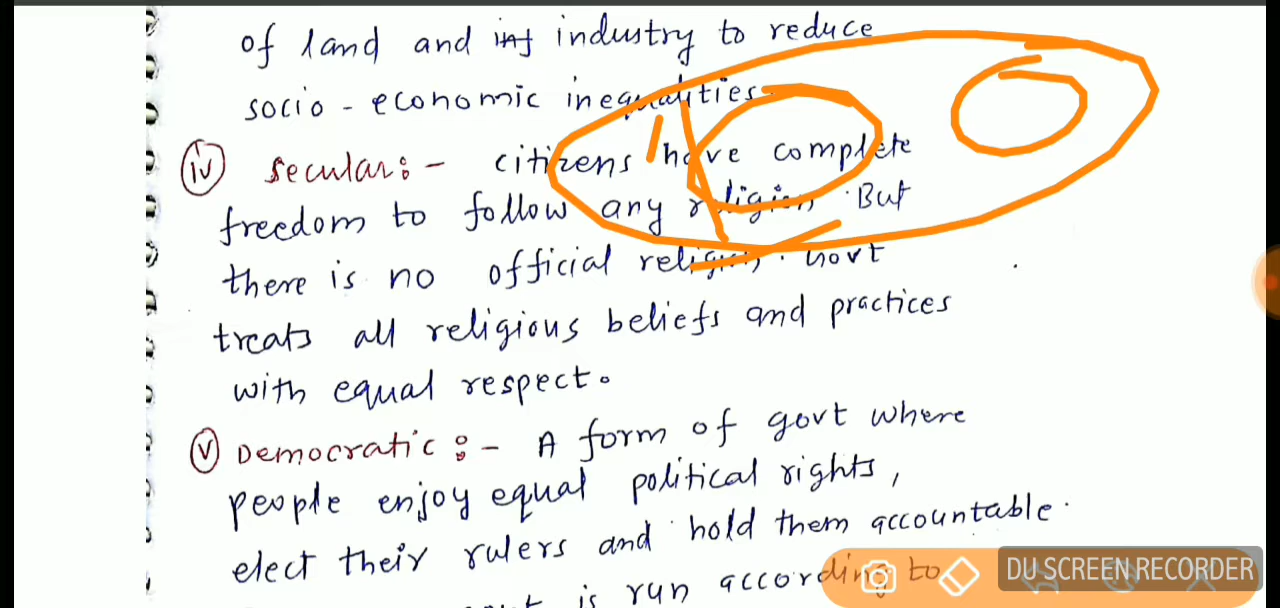 of land and inf industry to reduce
socio - economic inequalities
(iv) Secular:- citizens have complete
freedom to follow any religion. But
there is no official religion. Govt
treats all religious beliefs and practices
with equal respect.
(v) Democratic:- A form of govt where
people enjoy equal political rights,
elect their rulers and hold them accountable.
is run according to
DU SCREEN RECORDER